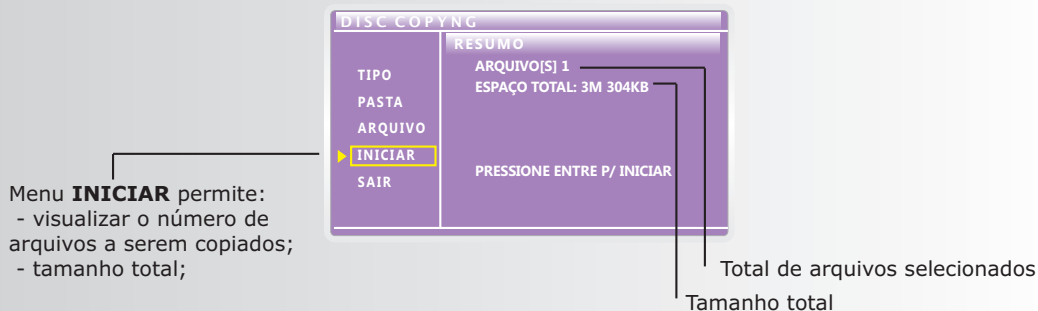 DISC COPYNG
RESUMO
ARQUIVO[S] 1
ESPAÇO TOTAL: 3M 304KB
TIPO
PASTA
ARQUIVO
INICIAR
SAIR
PRESSIONE ENTRE P/ INICIAR
Menu INICIAR permite:
- visualizar o número de
arquivos a serem copiados;
- tamanho total;
Total de arquivos selecionados
Tamanho total